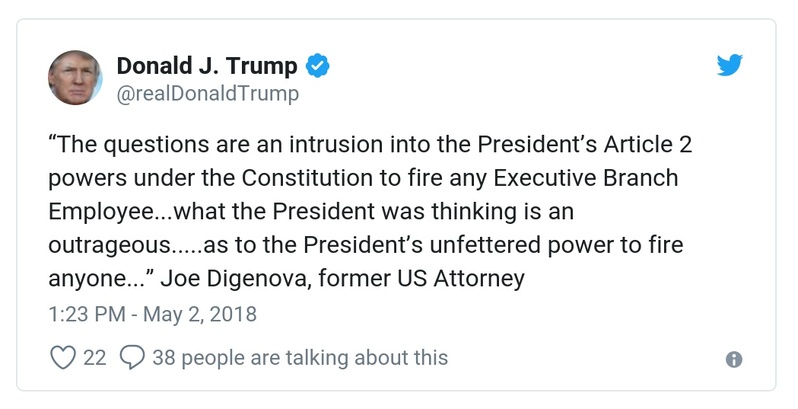 Donald J. Trump
@realDonaldTrump
“The questions are an intrusion into the President’s Article 2
powers under the Constitution to fire any Executive Branch
Employee...what the President was thinking is an
outrageous.....as to the President’s unfettered power to fire
anyone...” Joe Digenova, former US Attorney
1:23 PM - May 2, 2018
22 38 people are talking about this